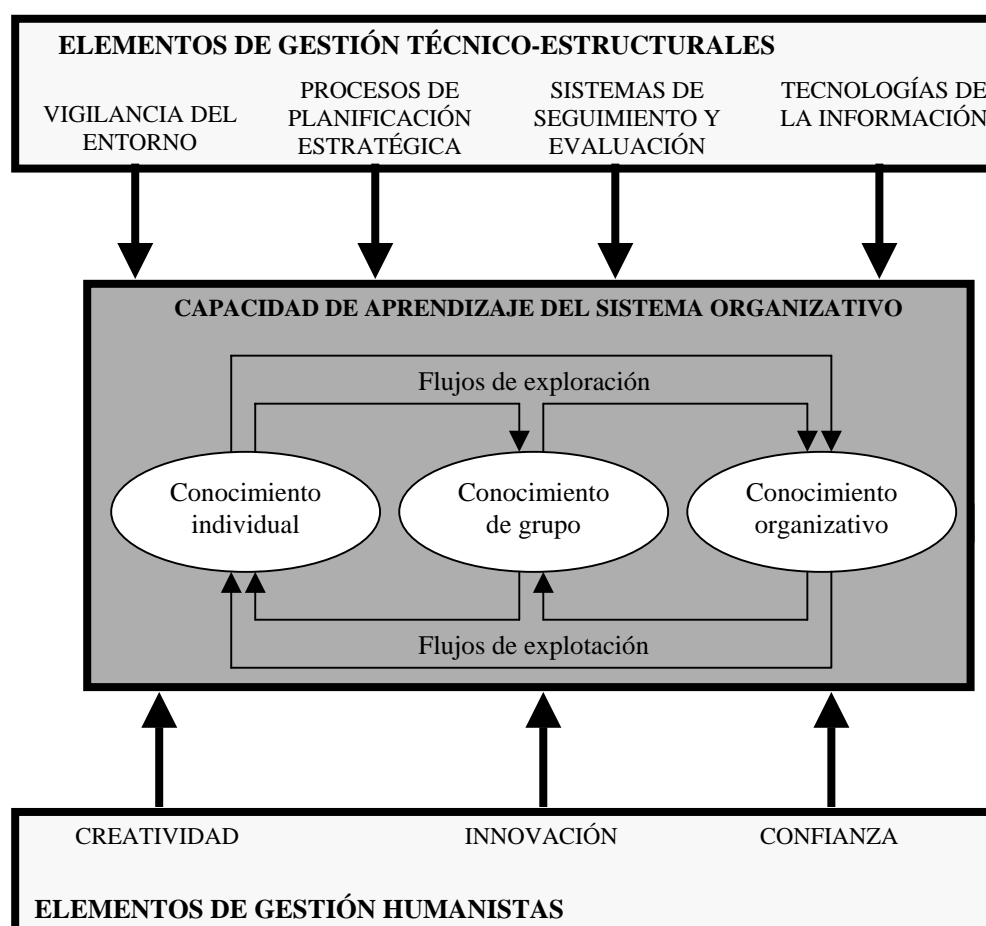 ELEMENTOS DE GESTIÓN TÉCNICO-ESTRUCTURALES
VIGILANCIA DEL
ENTORNO
PROCESOS DE
PLANIFICACIÓN
ESTRATÉGICA
SISTEMAS DE
SEGUIMIENTO Y
EVALUACIÓN
TECNOLOGÍAS DE
LA INFORMACIÓN
CAPACIDAD DE APRENDIZAJE DEL SISTEMA ORGANIZATIVO
Flujos de exploración
Conocimiento
individual
Conocimiento
de grupo
Conocimiento
organizativo
Flujos de explotación
CREATIVIDAD
INNOVACIÓN
CONFIANZA
ELEMENTOS DE GESTIÓN HUMANISTAS